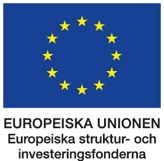 EUROPEISKA UNIONEN
Europeiska struktur- och
investeringsfonderna